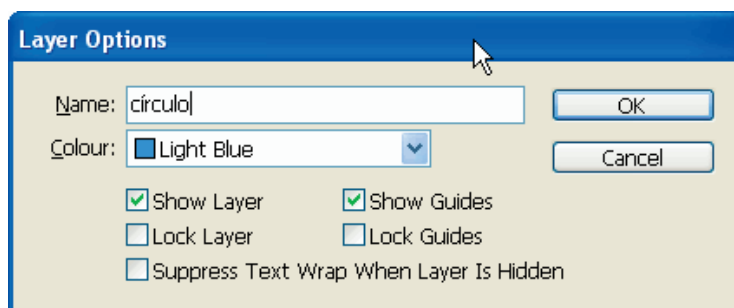 Layer Options
Name: círculo OK
Colour: Light Blue Cancel
Show Layer Show Guides
Lock Layer Lock Guides
Suppress Text Wrap When Layer Is Hidden